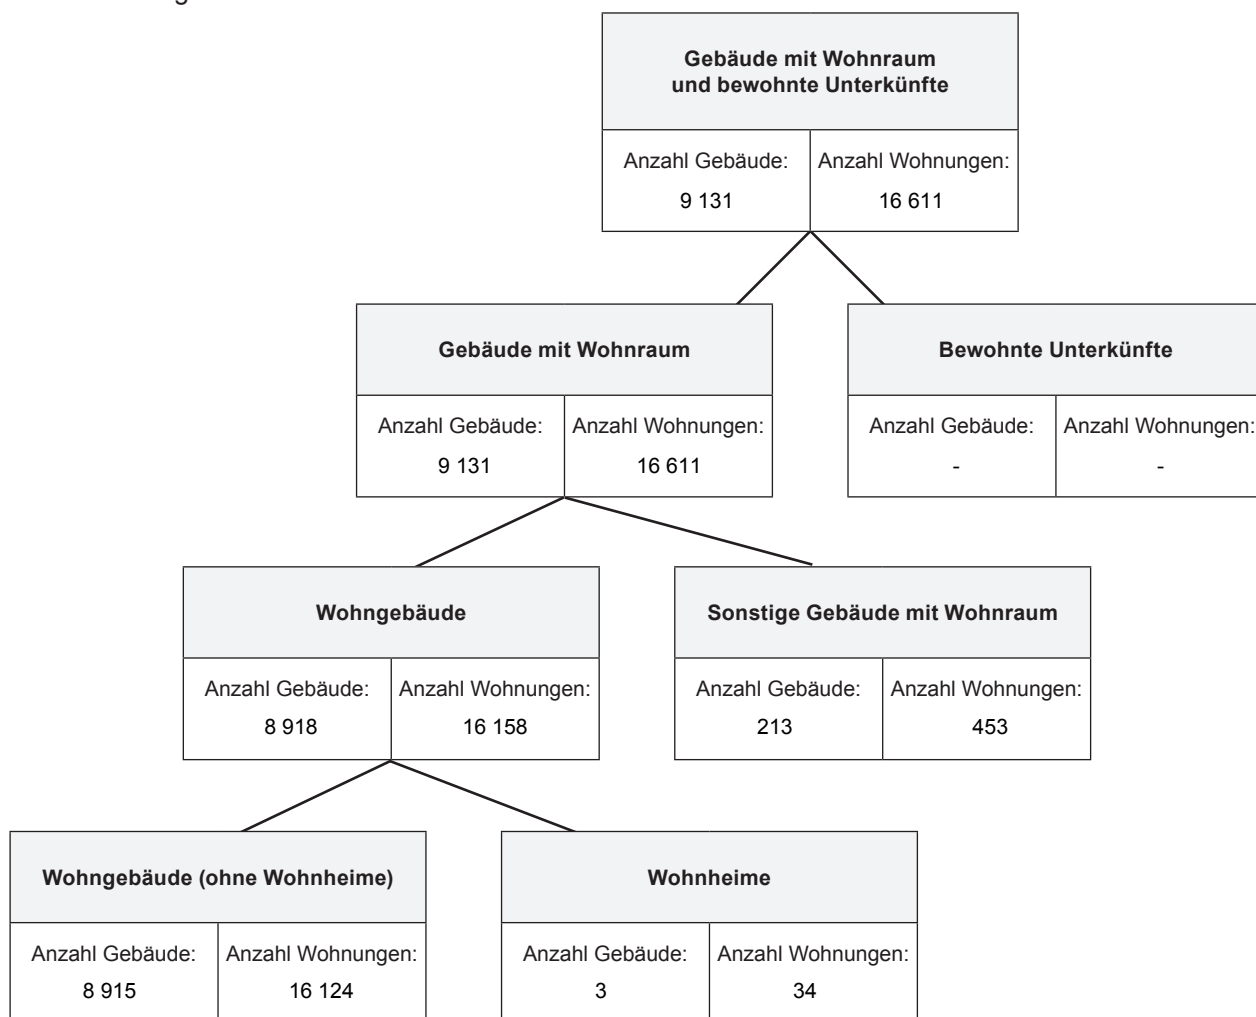 Gebäude mit Wohnraum
und bewohnte Unterkünfte
Anzahl Gebäude: Anzahl Wohnungen:
9 131 16 611
Gebäude mit Wohnraum
Anzahl Gebäude: Anzahl Wohnungen:
9 131 16 611
Bewohnte Unterkünfte
Anzahl Gebäude: Anzahl Wohnungen:
- -
Wohngebäude
Anzahl Gebäude: Anzahl Wohnungen:
8 918 16 158
Sonstige Gebäude mit Wohnraum
Anzahl Gebäude: Anzahl Wohnungen:
213 453
Wohngebäude (ohne Wohnheime)
Anzahl Gebäude: Anzahl Wohnungen:
8 915 16 124
Wohnheime
Anzahl Gebäude: Anzahl Wohnungen:
3 34